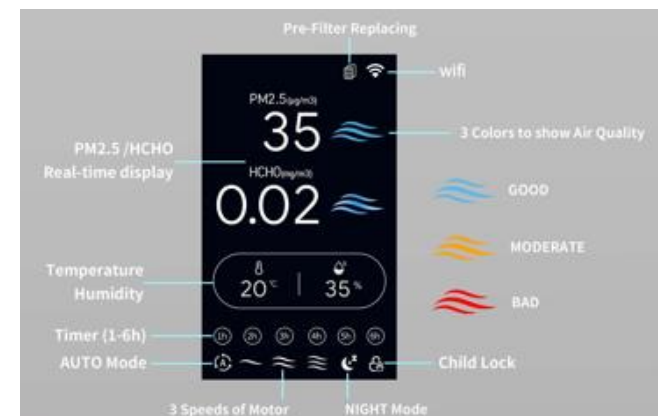 Pre-Filter Replacing
wifi
PM2.5(μg/m3)
35
3 Colors to show Air Quality
PM2.5 /HCHO
Real-time display
HCHO(mg/m3)
0.02
GOOD
MODERATE
BAD
Temperature
Humidity
20°C
35%
Timer (1-6h)
1h 2h 3h 4h 5h 6h
AUTO Mode
A
Child Lock
3 Speeds of Motor
NIGHT Mode